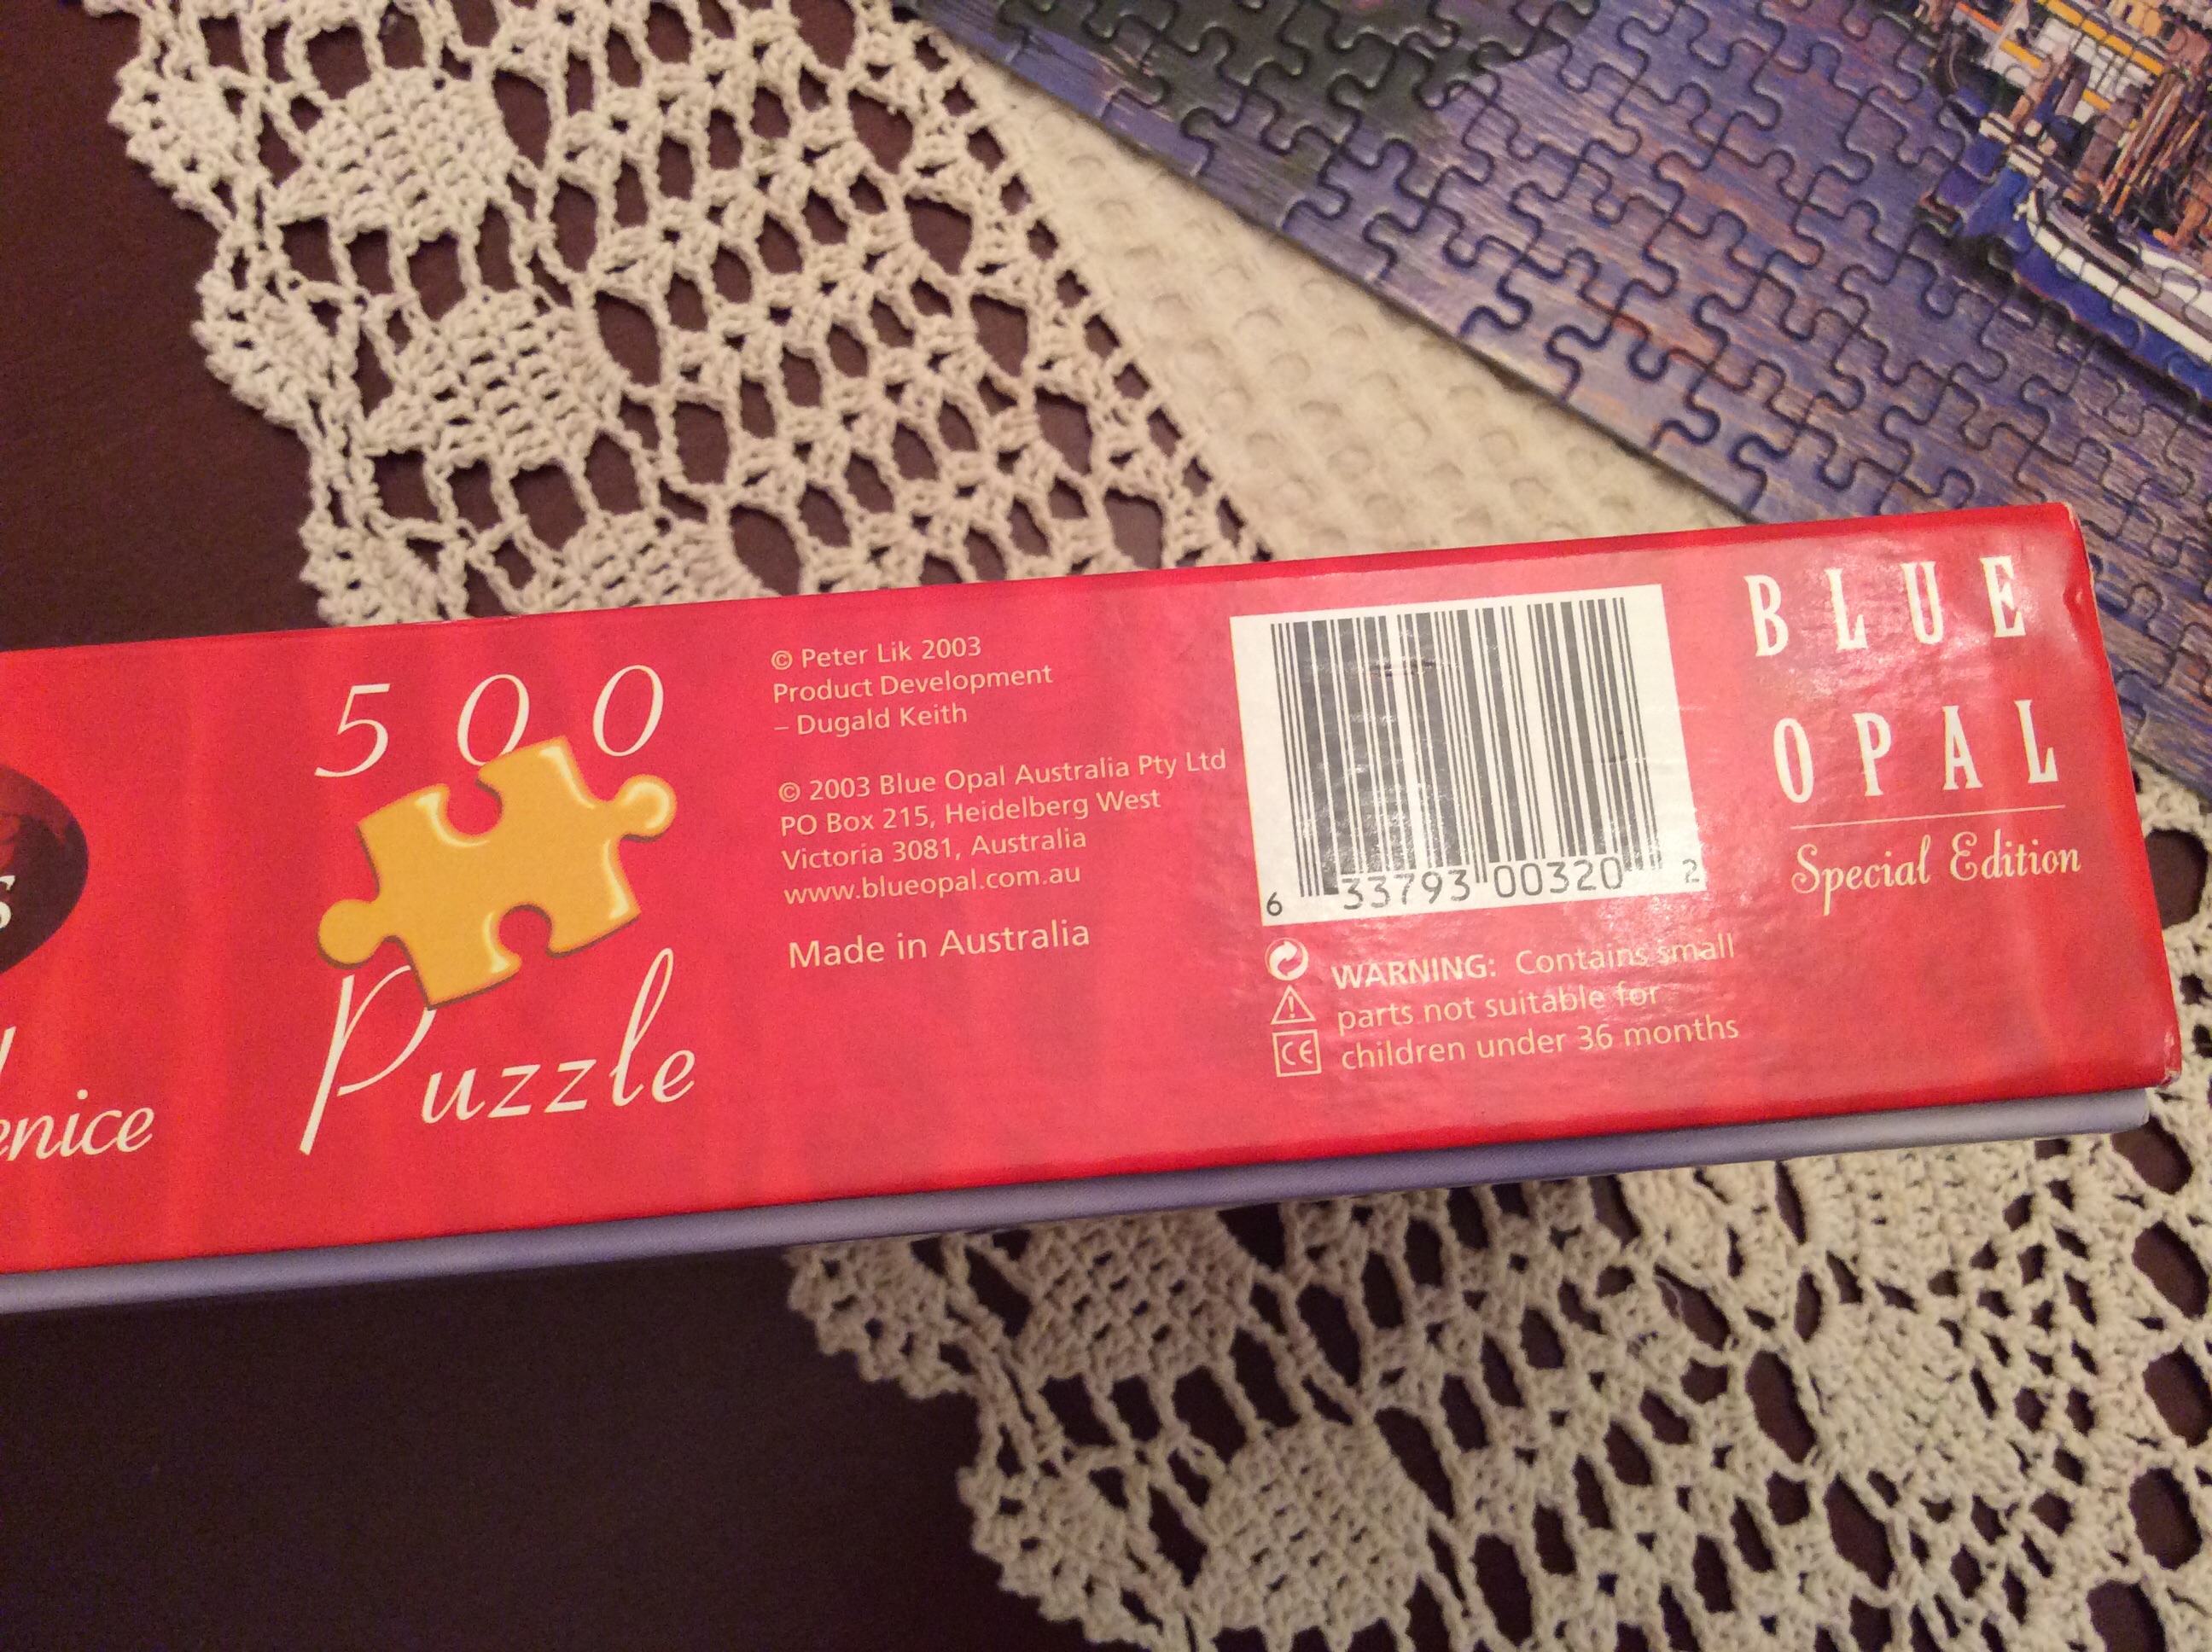 500
Puzzle
© Peter Lik 2003
Product Development
– Dugald Keith
© 2003 Blue Opal Australia Pty Ltd
PO Box 215, Heidelberg West
Victoria 3081, Australia
www.blueopal.com.au
Made in Australia
6 33793 00320 2
WARNING: Contains small
parts not suitable for
children under 36 months
CE
BLUE
OPAL
Special Edition